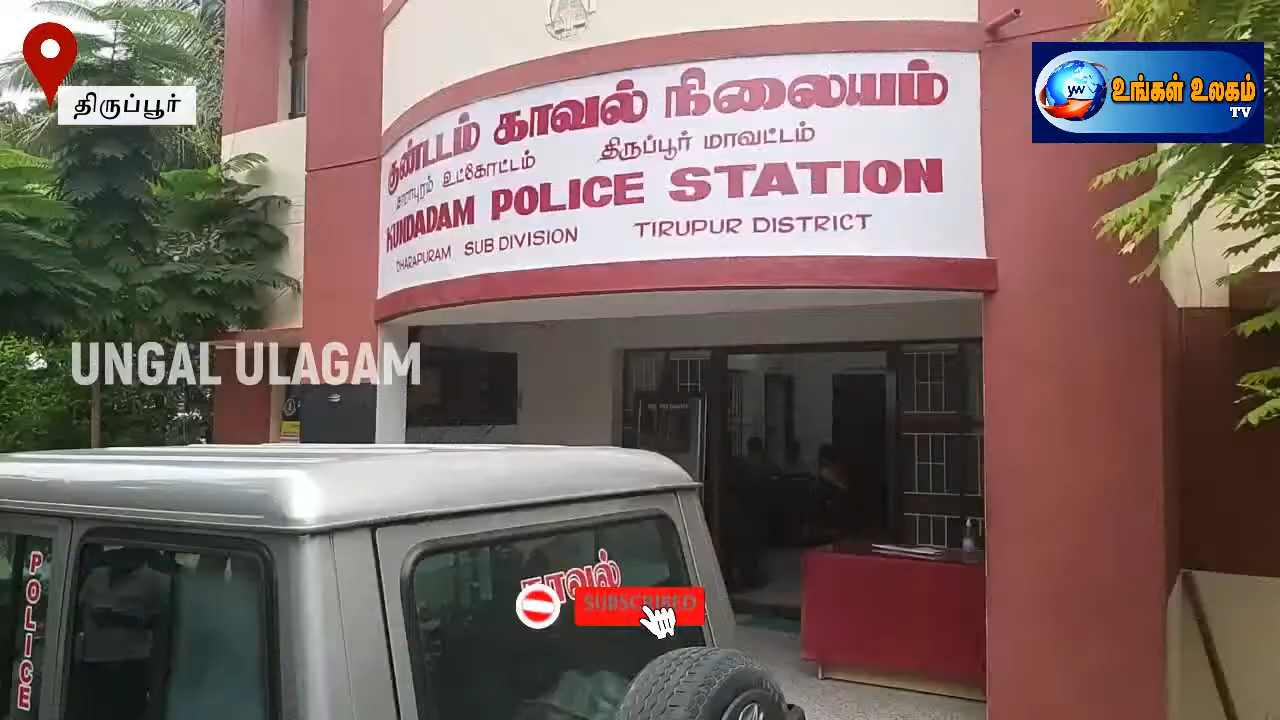 திருப்பூர்
yw உங்கள் உலகம்
TV
குண்டடம் காவல் நிலையம்
தாராபுரம் உட்கோட்டம் திருப்பூர் மாவட்டம்
KUNDADAM POLICE STATION
DHARAPURAM SUB DIVISION TIRUPUR DISTRICT
UNGAL ULAGAM
POLICE
காவல்
SUBSCRIBED